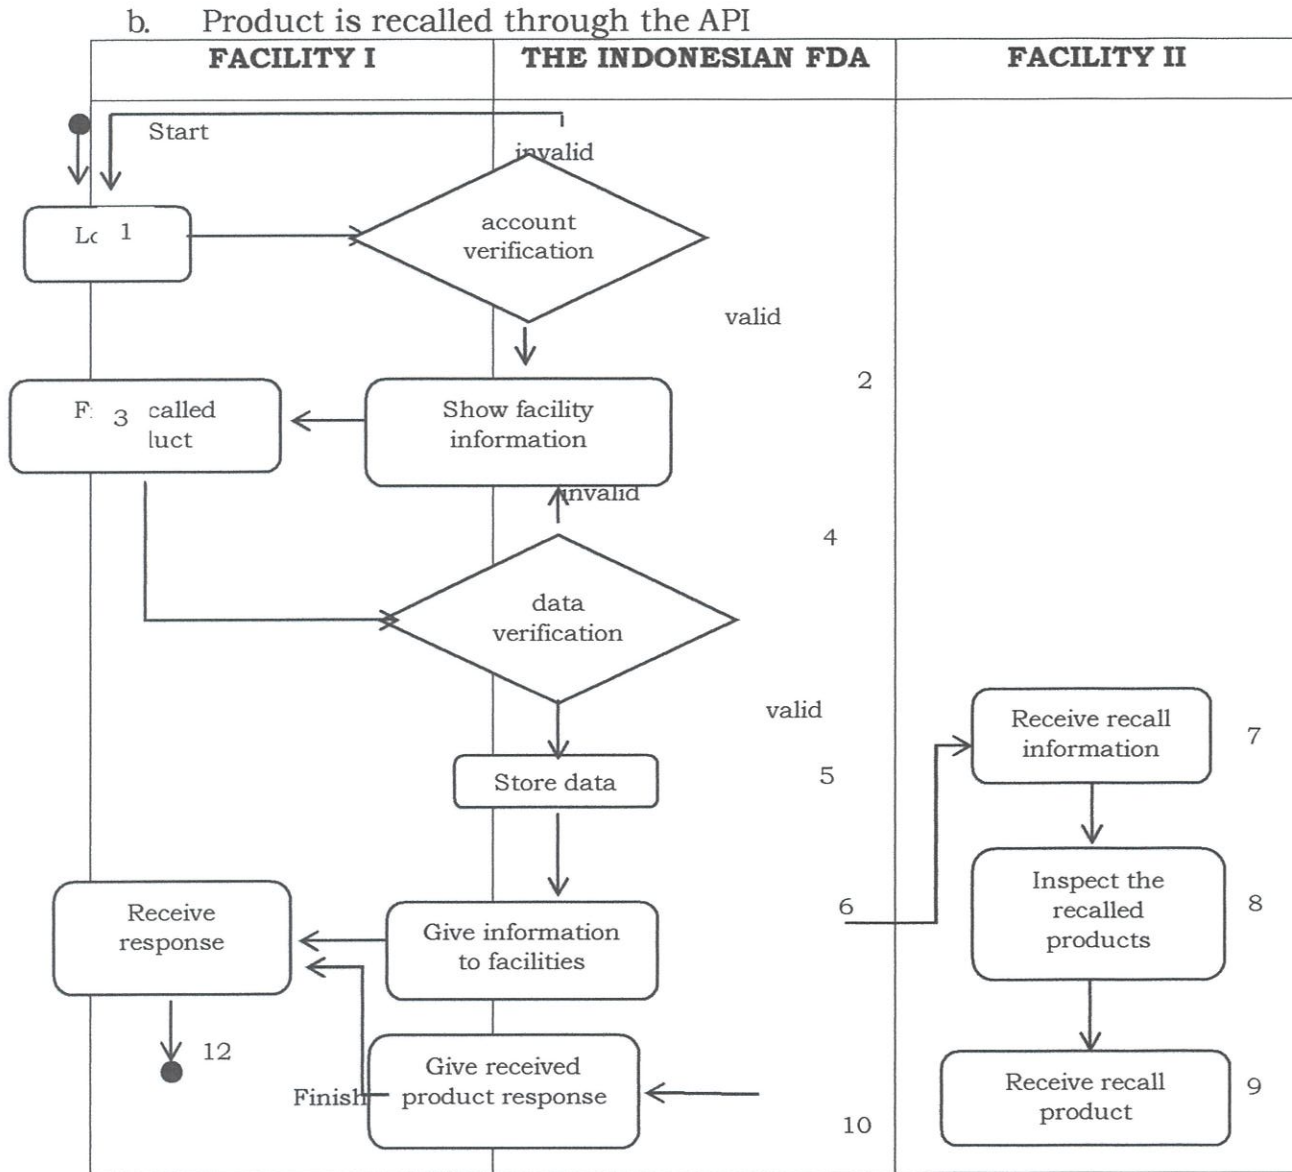 b. Product is recalled through the API
FACILITY I
THE INDONESIAN FDA
FACILITY II
Start
invalid
1
account
verification
valid
2
3
called
Show facility
information
invalid
4
data
verification
valid
Receive recall
information
7
Store data
5
Inspect the
recalled
products
8
Receive
response
6
Give information
to facilities
12
Give received
product response
Finish
Receive recall
product
9
10